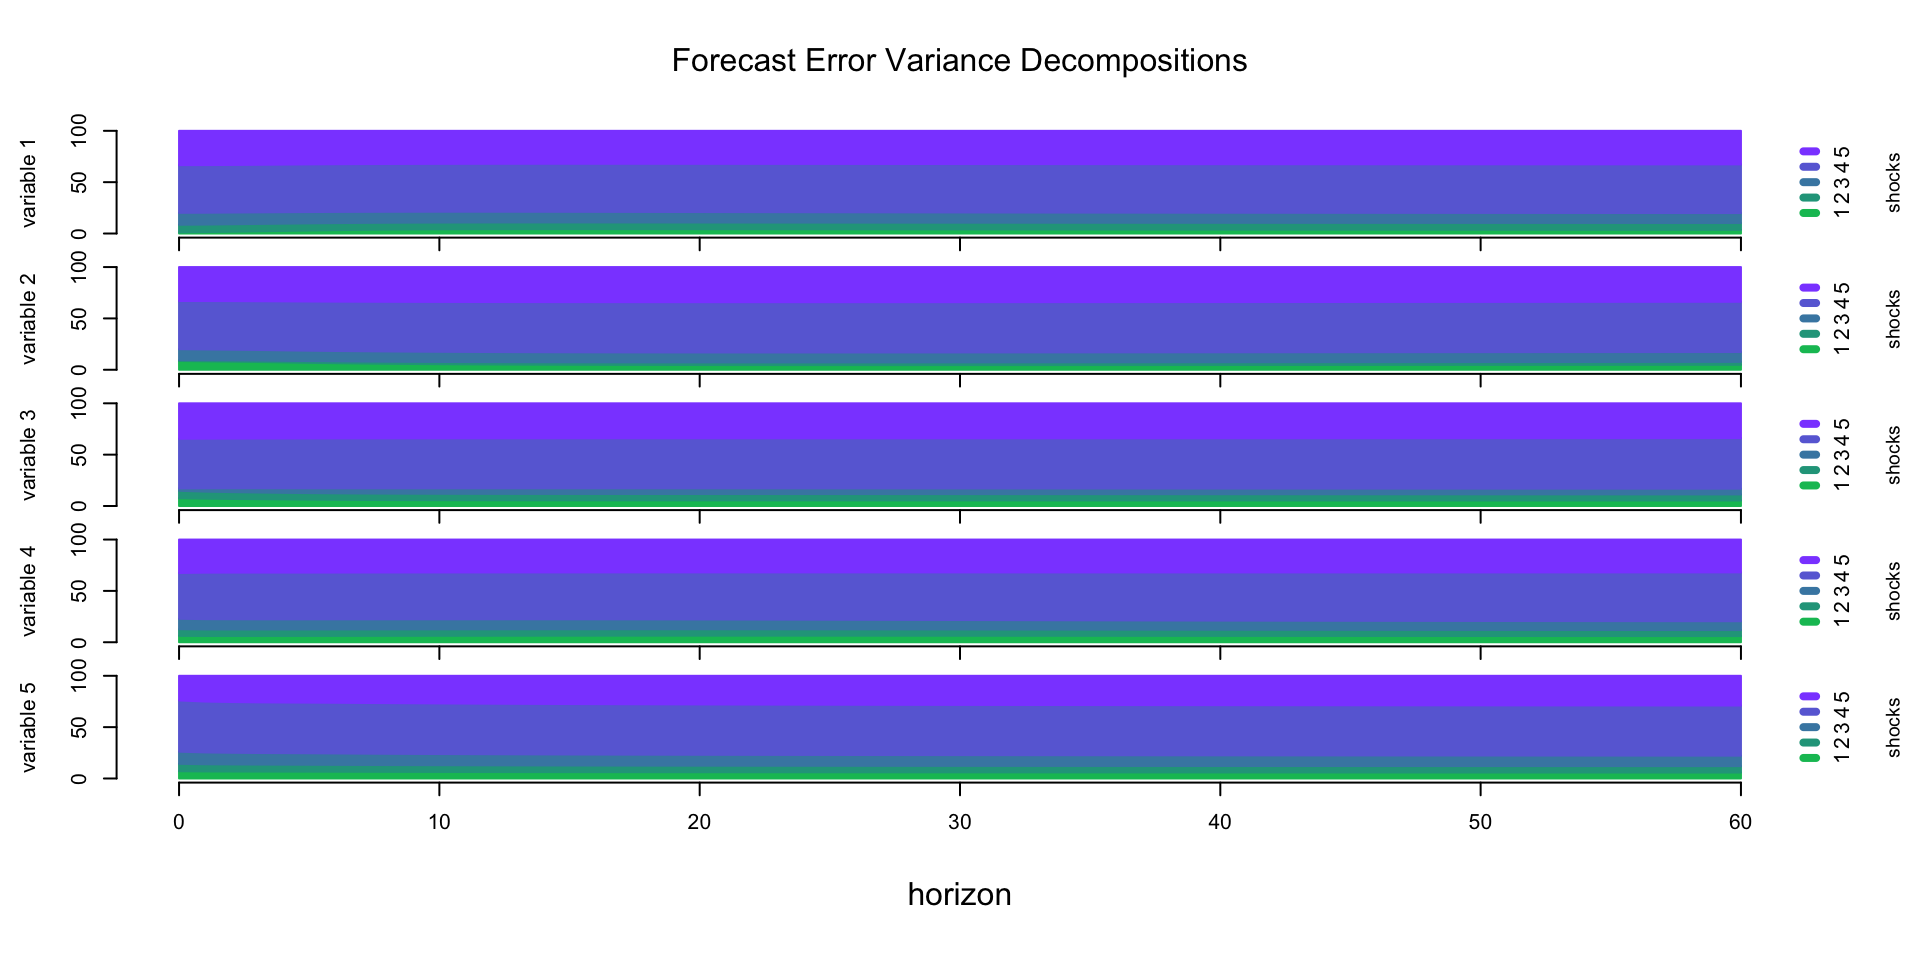 Forecast Error Variance Decompositions
variable 1
0 50 100
1 2 3 4 5
shocks
variable 2
0 50 100
1 2 3 4 5
shocks
variable 3
0 50 100
1 2 3 4 5
shocks
variable 4
0 50 100
1 2 3 4 5
shocks
variable 5
0 50 100
1 2 3 4 5
shocks
0 10 20 30 40 50 60
horizon